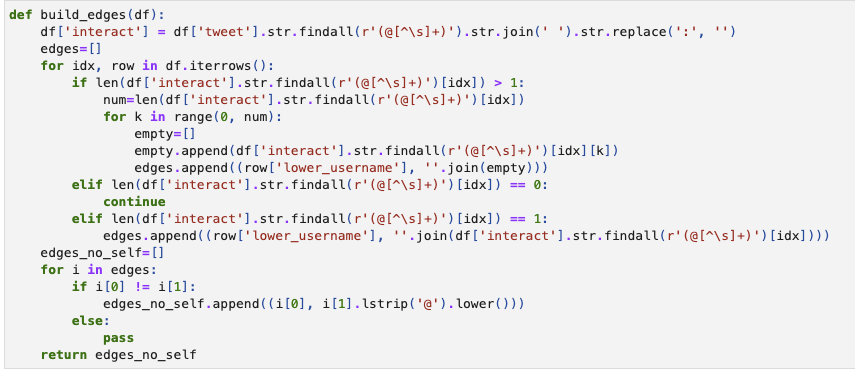 def build_edges(df):
    df['interact'] = df['tweet'].str.findall(r'(@[^\s]+)').str.join(' ').str.replace(':', '')
    edges=[]
    for idx, row in df.iterrows():
        if len(df['interact'].str.findall(r'(@[^\s]+)')[idx]) > 1:
            num=len(df['interact'].str.findall(r'(@[^\s]+)')[idx])
            for k in range(0, num):
                empty=[]
                empty.append(df['interact'].str.findall(r'(@[^\s]+)')[idx][k])
                edges.append((row['lower_username'], ''.join(empty)))
        elif len(df['interact'].str.findall(r'(@[^\s]+)')[idx]) == 0:
            continue
        elif len(df['interact'].str.findall(r'(@[^\s]+)')[idx]) == 1:
            edges.append((row['lower_username'], ''.join(df['interact'].str.findall(r'(@[^\s]+)')[idx])))
    edges_no_self=[]
    for i in edges:
        if i[0] != i[1]:
            edges_no_self.append((i[0], i[1].lstrip('@').lower()))
        else:
            pass
    return edges_no_self